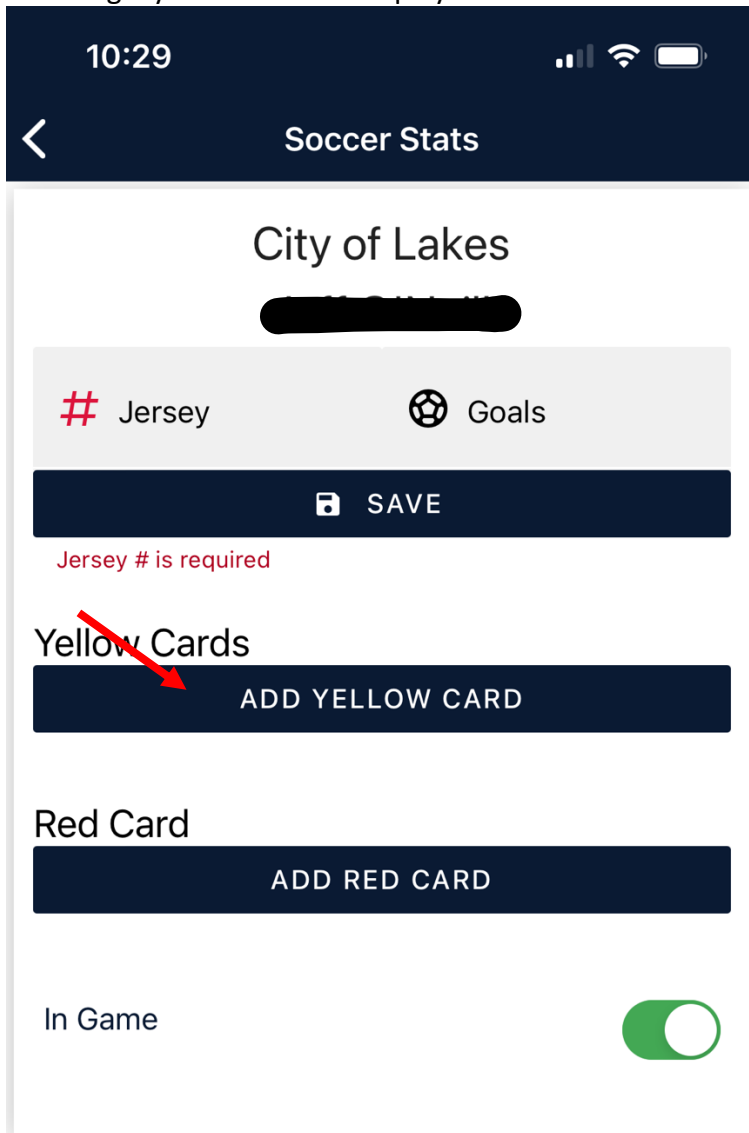 10:29
Soccer Stats
City of Lakes
# Jersey Goals
SAVE
Jersey # is required
Yellow Cards
ADD YELLOW CARD
Red Card
ADD RED CARD
In Game